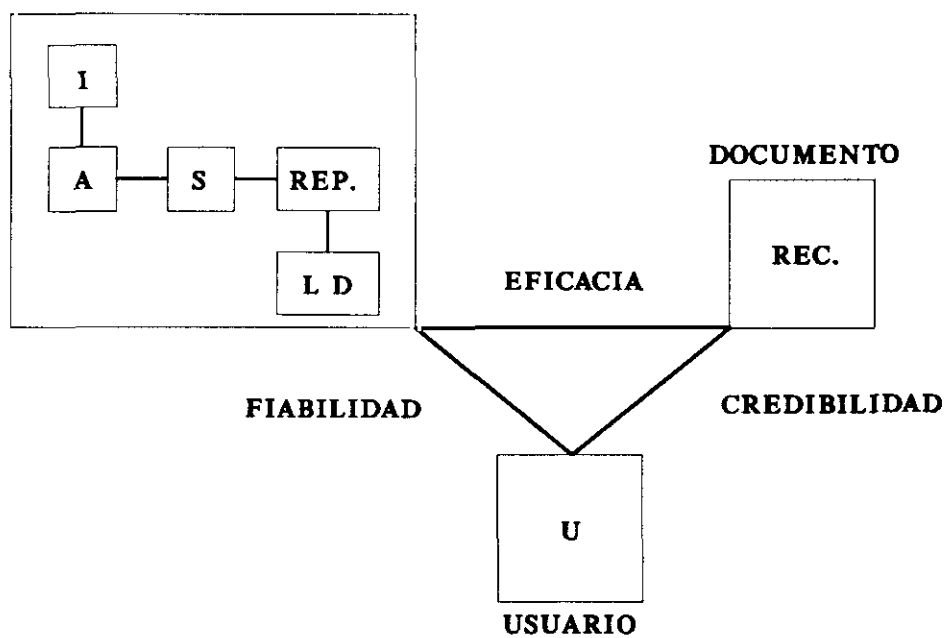 I
A S REP.
L D
DOCUMENTO
REC.
EFICACIA
FIABILIDAD
CREDIBILIDAD
U
USUARIO